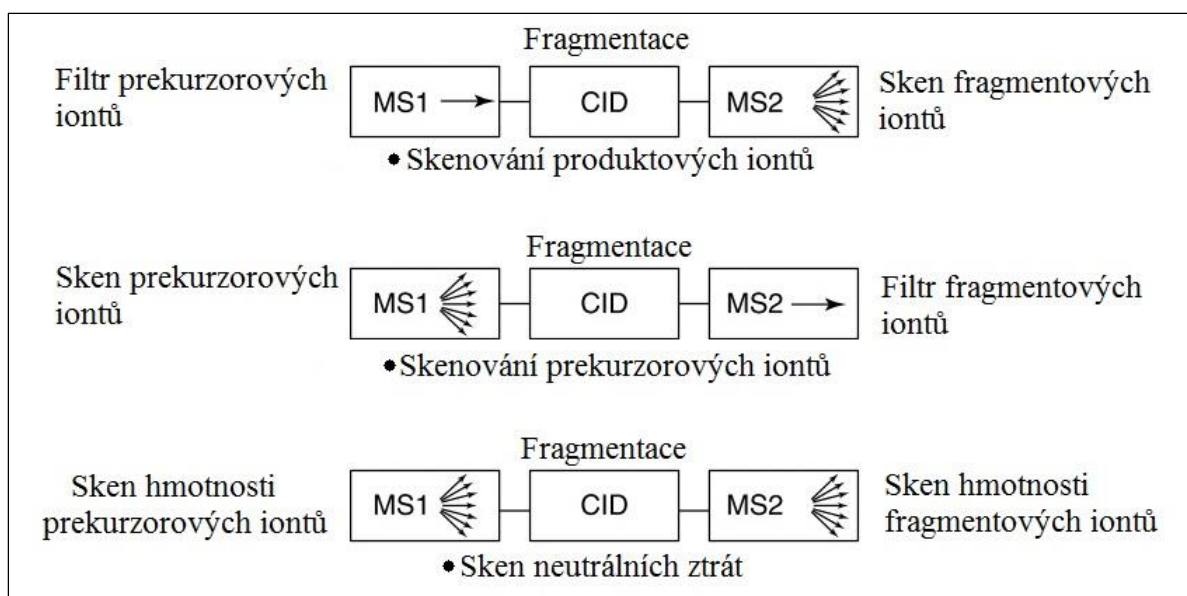 Fragmentace
Filtr prekurzorových
iontů
MS1
CID
MS2
Sken fragmentových
iontů
• Skenování produktových iontů
Fragmentace
Sken prekurzorových
iontů
MS1
CID
MS2
Filtr fragmentových
iontů
• Skenování prekurzorových iontů
Fragmentace
Sken hmotnosti
prekurzorových iontů
MS1
CID
MS2
Sken hmotnosti
fragmentových iontů
• Sken neutrálních ztrát